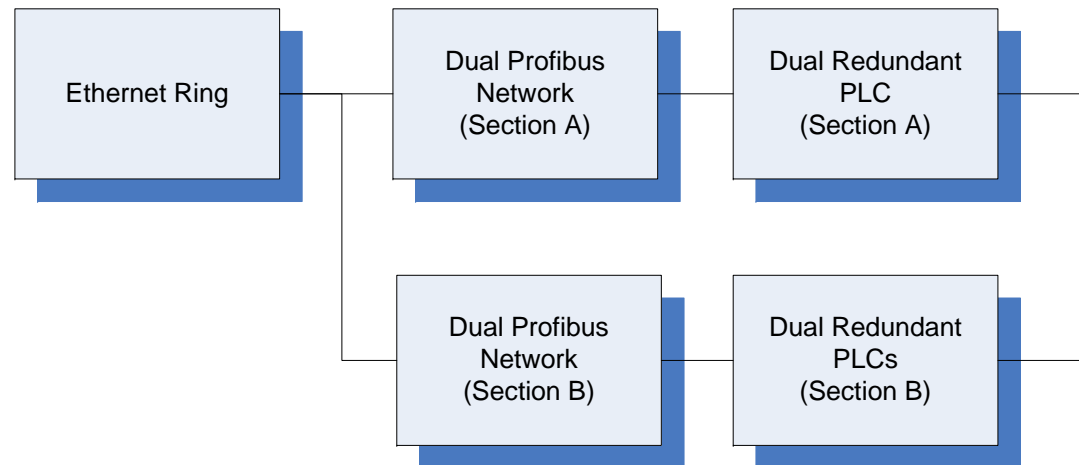 Ethernet Ring
Dual Profibus
Network
(Section A)
Dual Redundant
PLC
(Section A)
Dual Profibus
Network
(Section B)
Dual Redundant
PLCs
(Section B)